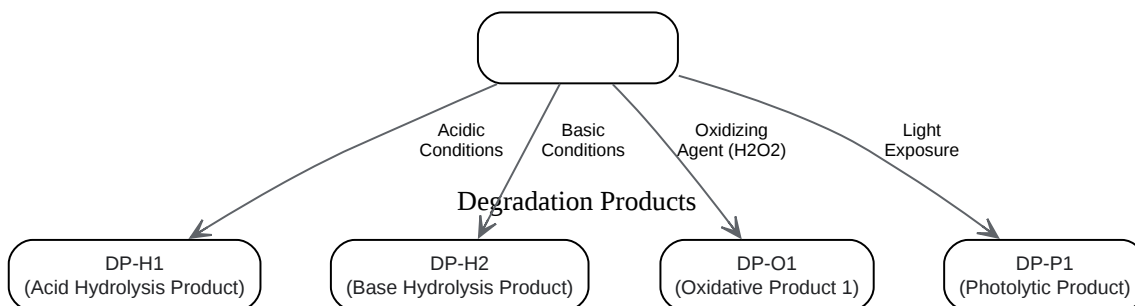 Acidic
Conditions
Basic
Conditions
Oxidizing
Agent (H2O2)
Light
Exposure
Degradation Products
DP-H1
(Acid Hydrolysis Product)
DP-H2
(Base Hydrolysis Product)
DP-O1
(Oxidative Product 1)
DP-P1
(Photolytic Product)